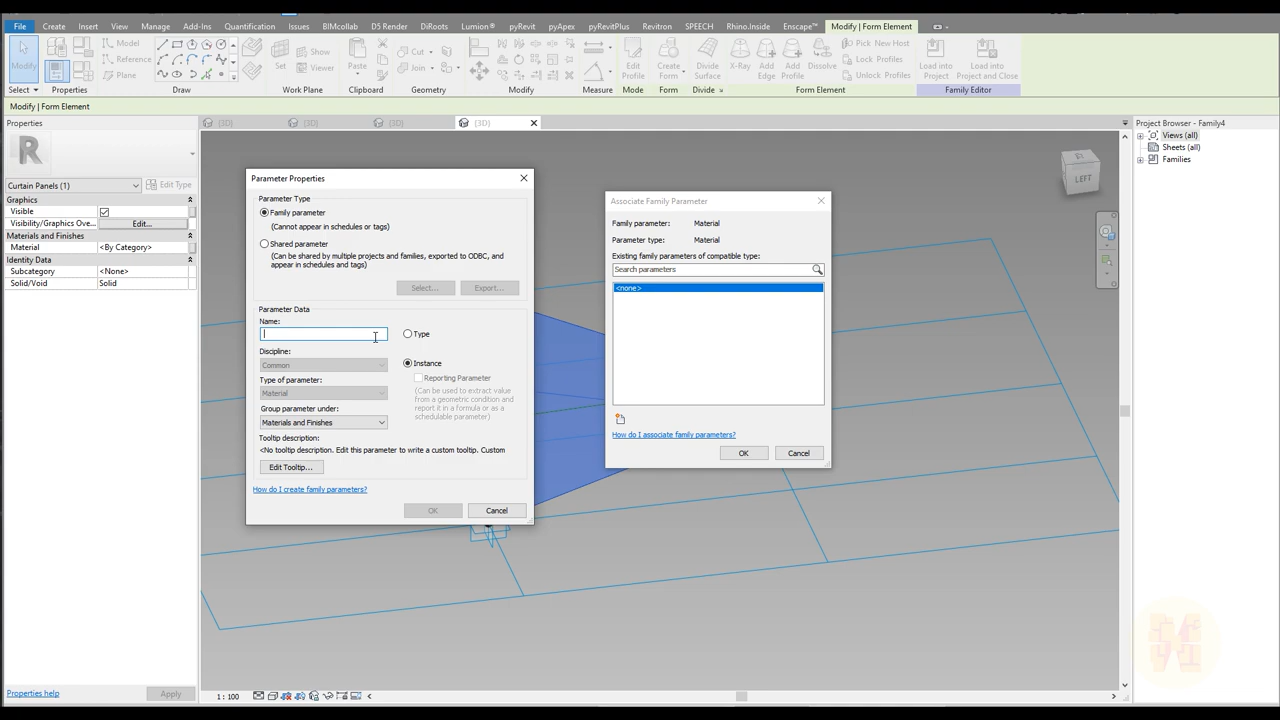 File Create Insert View Manage Add-Ins Quantification Issues BIMcollab D5 Render DiRoots Lumion® pyRevit pyApex pyRevitPlus Revitron SPEECH Rhino.Inside Enscape™ Modify | Form Element
Modify
Model
Reference
Plane
Set
Show
Viewer
Paste
Cut
Join
Edit
Profile
Create
Form
Divide
Surface
X-Ray
Add
Edge
Add
Profile
Dissolve
Pick New Host
Lock Profiles
Unlock Profiles
Load into
Project
Load into
Project and Close
Select Properties Draw Work Plane Clipboard Geometry Modify Measure Mode Form Divide Form Element Family Editor
Modify | Form Element
Properties
Curtain Panels (1)
Edit Type
Graphics
Visible
Visibility/Graphics Ove... Edit...
Materials and Finishes
Material <By Category>
Identity Data
Subcategory <None>
Solid/Void Solid
Properties help
Apply
{3D} {3D} {3D} {3D}
LEFT
Parameter Properties
Parameter Type
Family parameter
(Cannot appear in schedules or tags)
Shared parameter
(Can be shared by multiple projects and families, exported to ODBC, and
appear in schedules and tags)
Select... Export...
Parameter Data
Name:
Type
Discipline:
Common
Instance
Type of parameter:
Reporting Parameter
Material
(Can be used to extract value
from a geometric condition and
report it in a formula or as a
schedulable parameter)
Group parameter under:
Materials and Finishes
Tooltip description:
<No tooltip description. Edit this parameter to write a custom tooltip. Custom
Edit Tooltip...
How do I create family parameters?
OK Cancel
Associate Family Parameter
Family parameter: Material
Parameter type: Material
Existing family parameters of compatible type:
Search parameters
<none>
How do I associate family parameters?
OK Cancel
1 : 100
Project Browser - Family4
Views (all)
Sheets (all)
Families